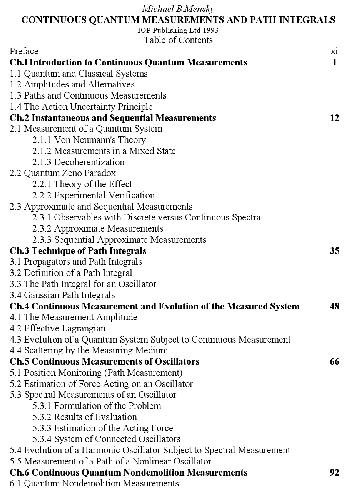 Michael B Mensky
CONTINUOUS QUANTUM MEASUREMENTS AND PATH INTEGRALS
IOP Publishing Ltd 1993
Table of Contents
Preface xi
Ch.1 Introduction to Continuous Quantum Measurements 1
1.1 Quantum and Classical Systems
1.2 Amplitudes and Alternatives
1.3 Paths and Continuous Measurements
1.4 The Action Uncertainty Principle
Ch.2 Instantaneous and Sequential Measurements 12
2.1 Measurement of a Quantum System
2.1.1 Von Neumann's Theory
2.1.2 Measurements in a Mixed State
2.1.3 Decoherentization
2.2 Quantum Zeno Paradox
2.2.1 Theory of the Effect
2.2.2 Experimental Verification
2.3 Approximate and Sequential Measurements
2.3.1 Observables with Discrete versus Continuous Spectra
2.3.2 Approximate Measurements
2.3.3 Sequential Approximate Measurements
Ch.3 Technique of Path Integrals 35
3.1 Propagators and Path Integrals
3.2 Definition of a Path Integral
3.3 The Path Integral for an Oscillator
3.4 Gaussian Path Integrals
Ch.4 Continuous Measurement and Evolution of the Measured System 48
4.1 The Measurement Amplitude
4.2 Effective Lagrangian
4.3 Evolution of a Quantum System Subject to Continuous Measurement
4.4 Scattering by the Measuring Medium
Ch.5 Continuous Measurements of Oscillators 66
5.1 Position Monitoring (Path Measurement)
5.2 Estimation of Force Acting on an Oscillator
5.3 Spectral Measurements of an Oscillator
5.3.1 Formulation of the Problem
5.3.2 Results of Evaluation
5.3.3 Estimation of the Acting Force
5.3.4 System of Connected Oscillators
5.4 Evolution of a Harmonic Oscillator Subject to Spectral Measurement
5.5 Measurement of a Path of a Nonlinear Oscillator
Ch.6 Continuous Quantum Nondemolition Measurements 92
6.1 Quantum Nondemolition Measurements